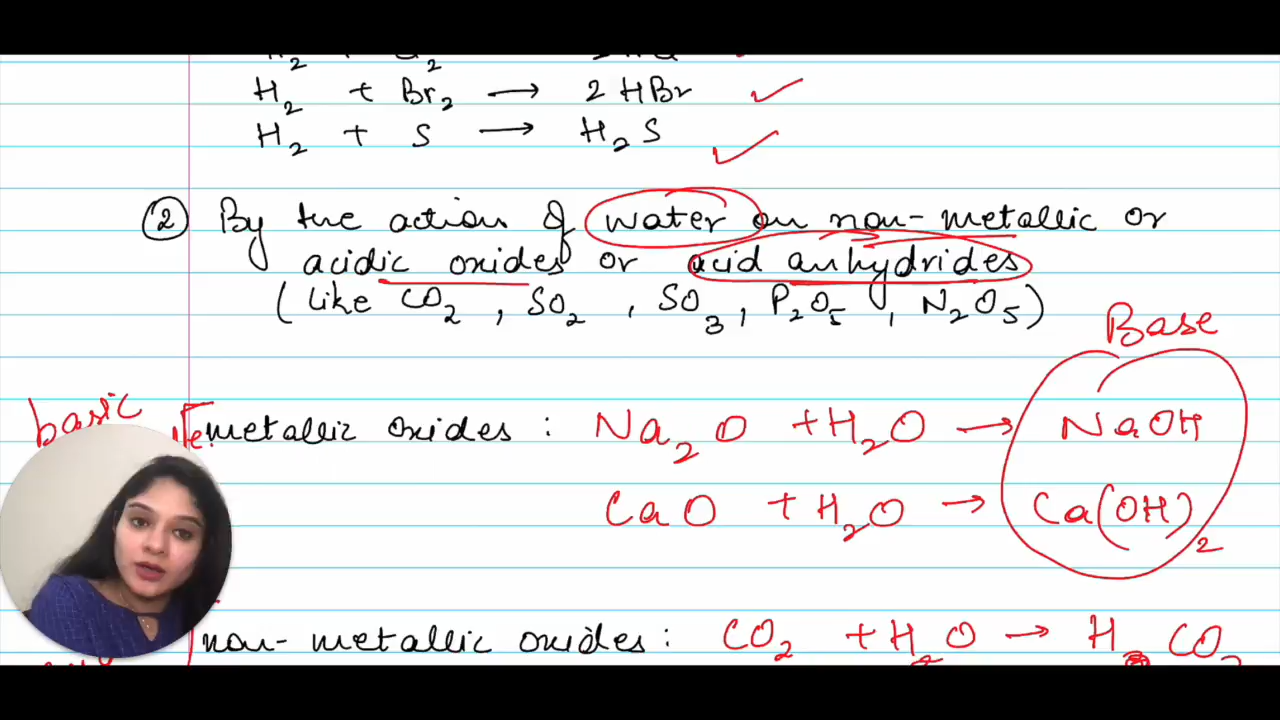 H₂ + Br₂ → 2 HBr ✓
H₂ + S → H₂S ✓
② By the action of water on non-metallic or
acidic oxides or acid anhydrides
(like CO₂, SO₂, SO₃, P₂O₅, N₂O₅)
Base
basic
metallic oxides : Na₂O + H₂O → NaOH
CaO + H₂O → Ca(OH)₂
non-metallic oxides : CO₂ + H₂O → H₂CO₃